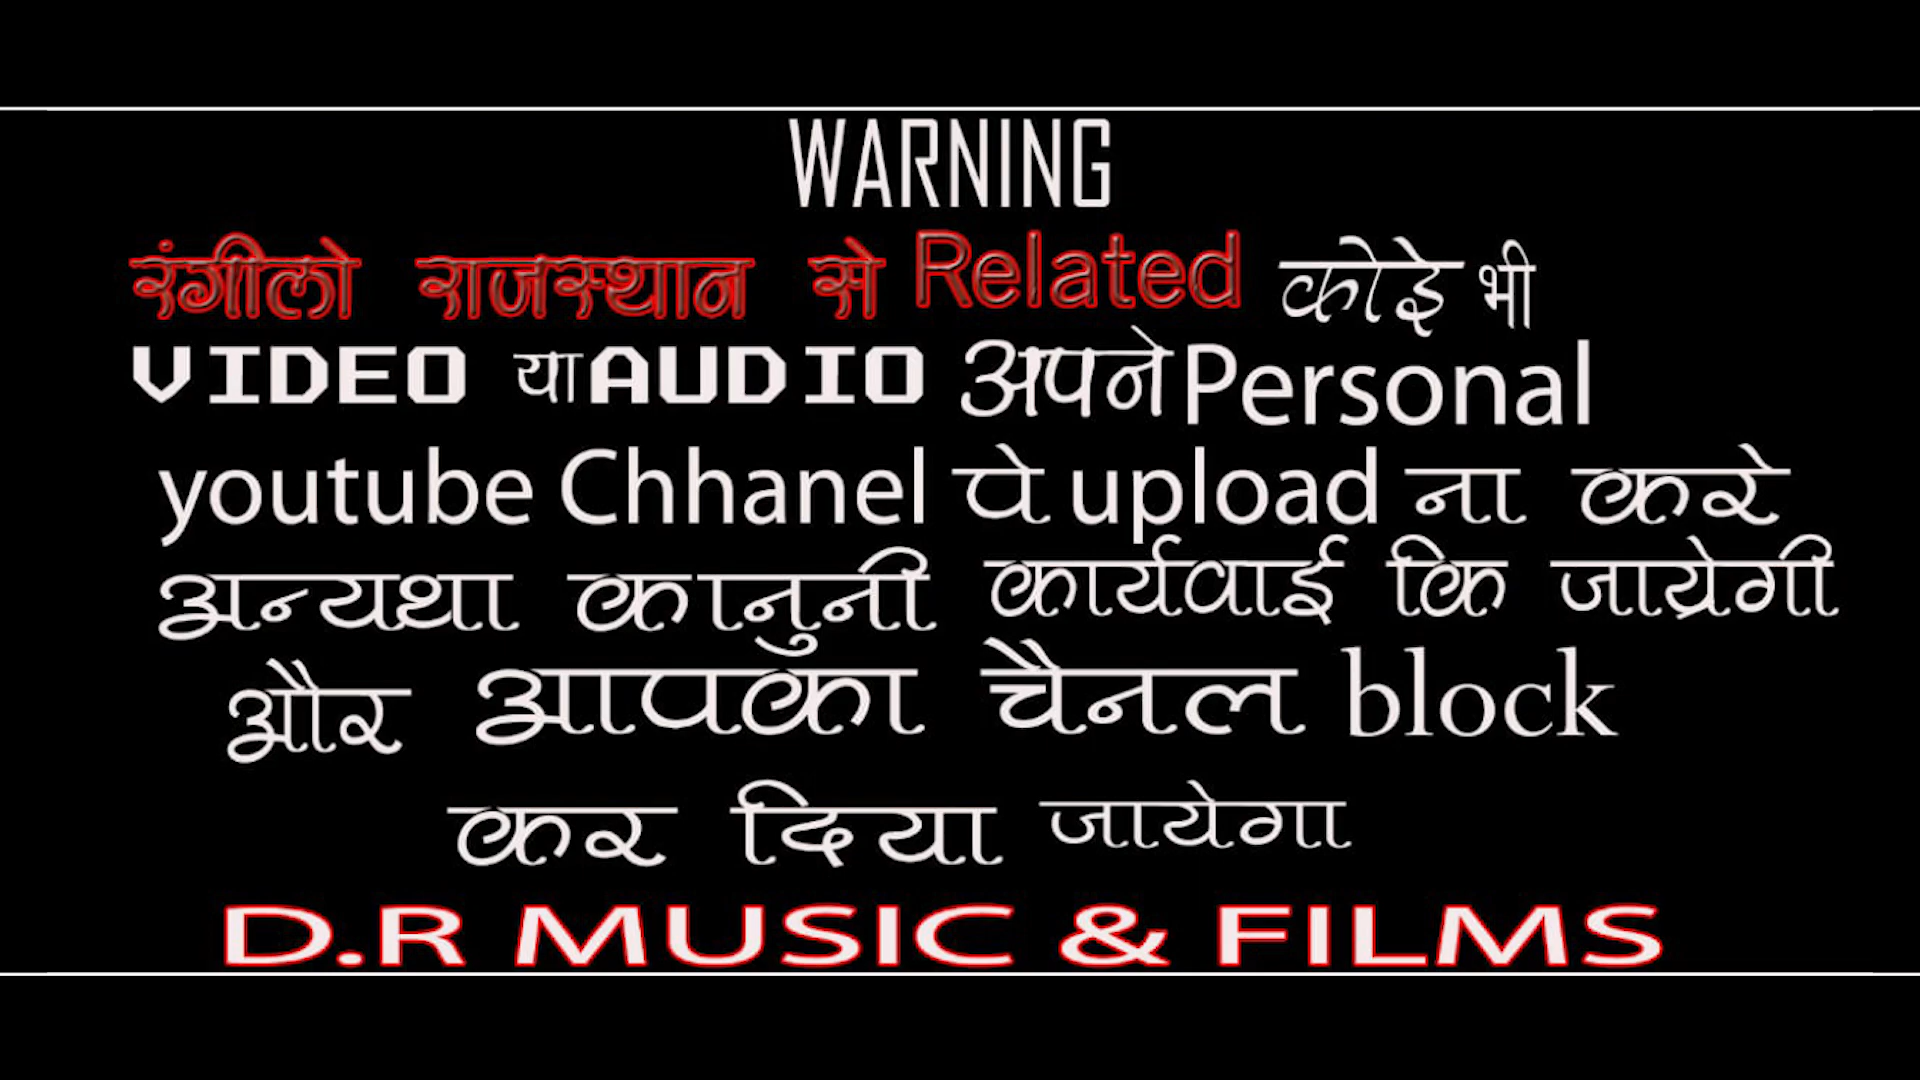 WARNING
रंगीलो राजस्थान से Related कोई भी
VIDEO या AUDIO अपने Personal
youtube Chhanel पे upload ना करे
अन्यथा कानुनी कार्यवाई कि जाय्रेगी
और आपका चैनल block
कर दिया जायेगा
D.R MUSIC & FILMS